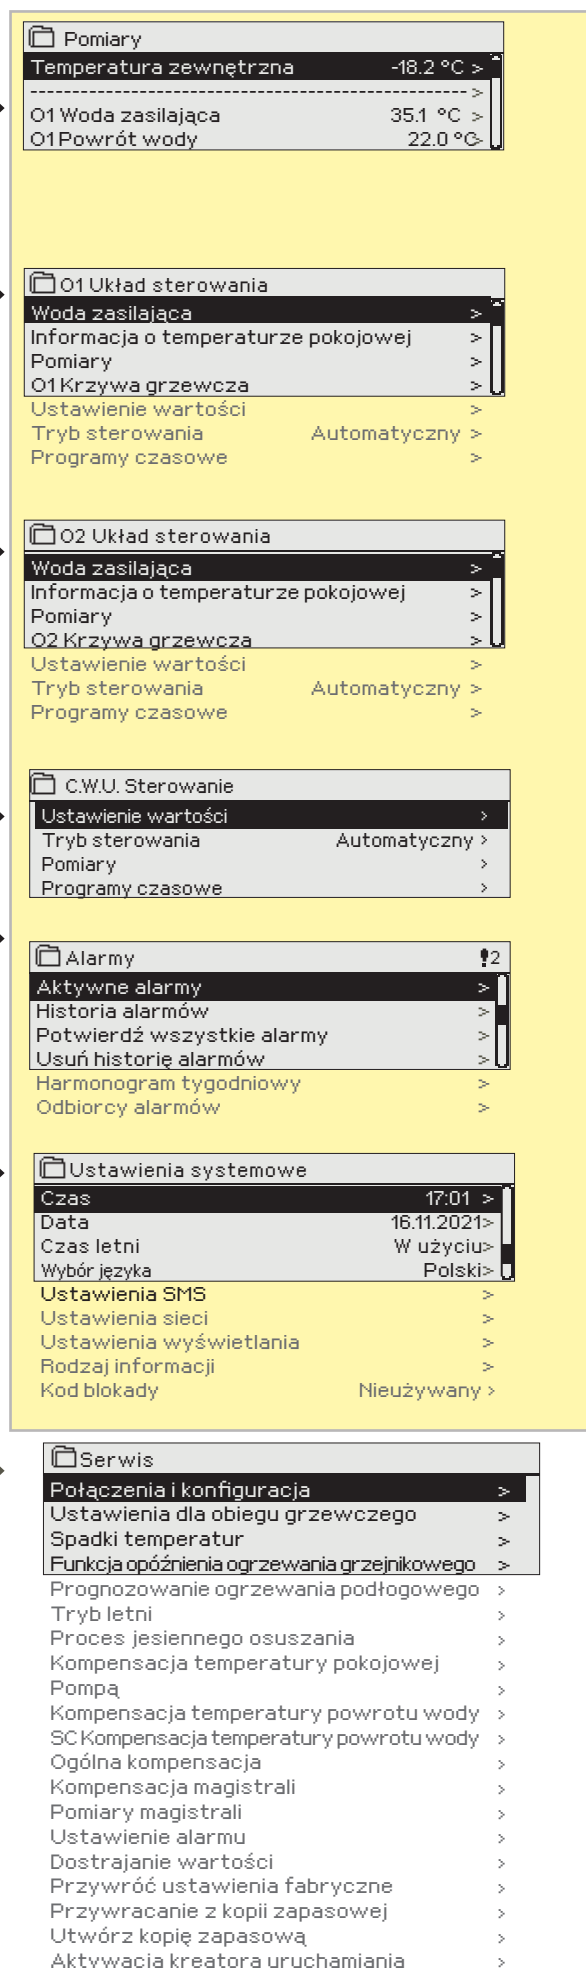 Pomiary
Temperatura zewnętrzna -18.2 °C >
------------------------------------------------ >
O1 Woda zasilająca 35.1 °C >
O1 Powrót wody 22.0 °C>
O1 Układ sterowania
Woda zasilająca >
Informacja o temperaturze pokojowej >
Pomiary >
O1 Krzywa grzewcza >
Ustawienie wartości >
Tryb sterowania Automatyczny >
Programy czasowe >
O2 Układ sterowania
Woda zasilająca >
Informacja o temperaturze pokojowej >
Pomiary >
O2 Krzywa grzewcza >
Ustawienie wartości >
Tryb sterowania Automatyczny >
Programy czasowe >
C.W.U. Sterowanie
Ustawienie wartości >
Tryb sterowania Automatyczny >
Pomiary >
Programy czasowe >
Alarmy !2
Aktywne alarmy >
Historia alarmów >
Potwierdź wszystkie alarmy >
Usuń historię alarmów >
Harmonogram tygodniowy >
Odbiorcy alarmów >
Ustawienia systemowe
Czas 17:01 >
Data 16.11.2021>
Czas letni W użyciu>
Wybór języka Polski>
Ustawienia SMS >
Ustawienia sieci >
Ustawienia wyświetlania >
Rodzaj informacji >
Kod blokady Nieużywany >
Serwis
Połączenia i konfiguracja >
Ustawienia dla obiegu grzewczego >
Spadki temperatur >
Funkcja opóźnienia ogrzewania grzejnikowego >
Prognozowanie ogrzewania podłogowego >
Tryb letni >
Proces jesiennego osuszania >
Kompensacja temperatury pokojowej >
Pompą >
Kompensacja temperatury powrotu wody >
SC Kompensacja temperatury powrotu wody >
Ogólna kompensacja >
Kompensacja magistrali >
Pomiary magistrali >
Ustawienie alarmu >
Dostrajanie wartości >
Przywróć ustawienia fabryczne >
Przywracanie z kopii zapasowej >
Utwórz kopię zapasową >
Aktywacja kreatora uruchamiania >